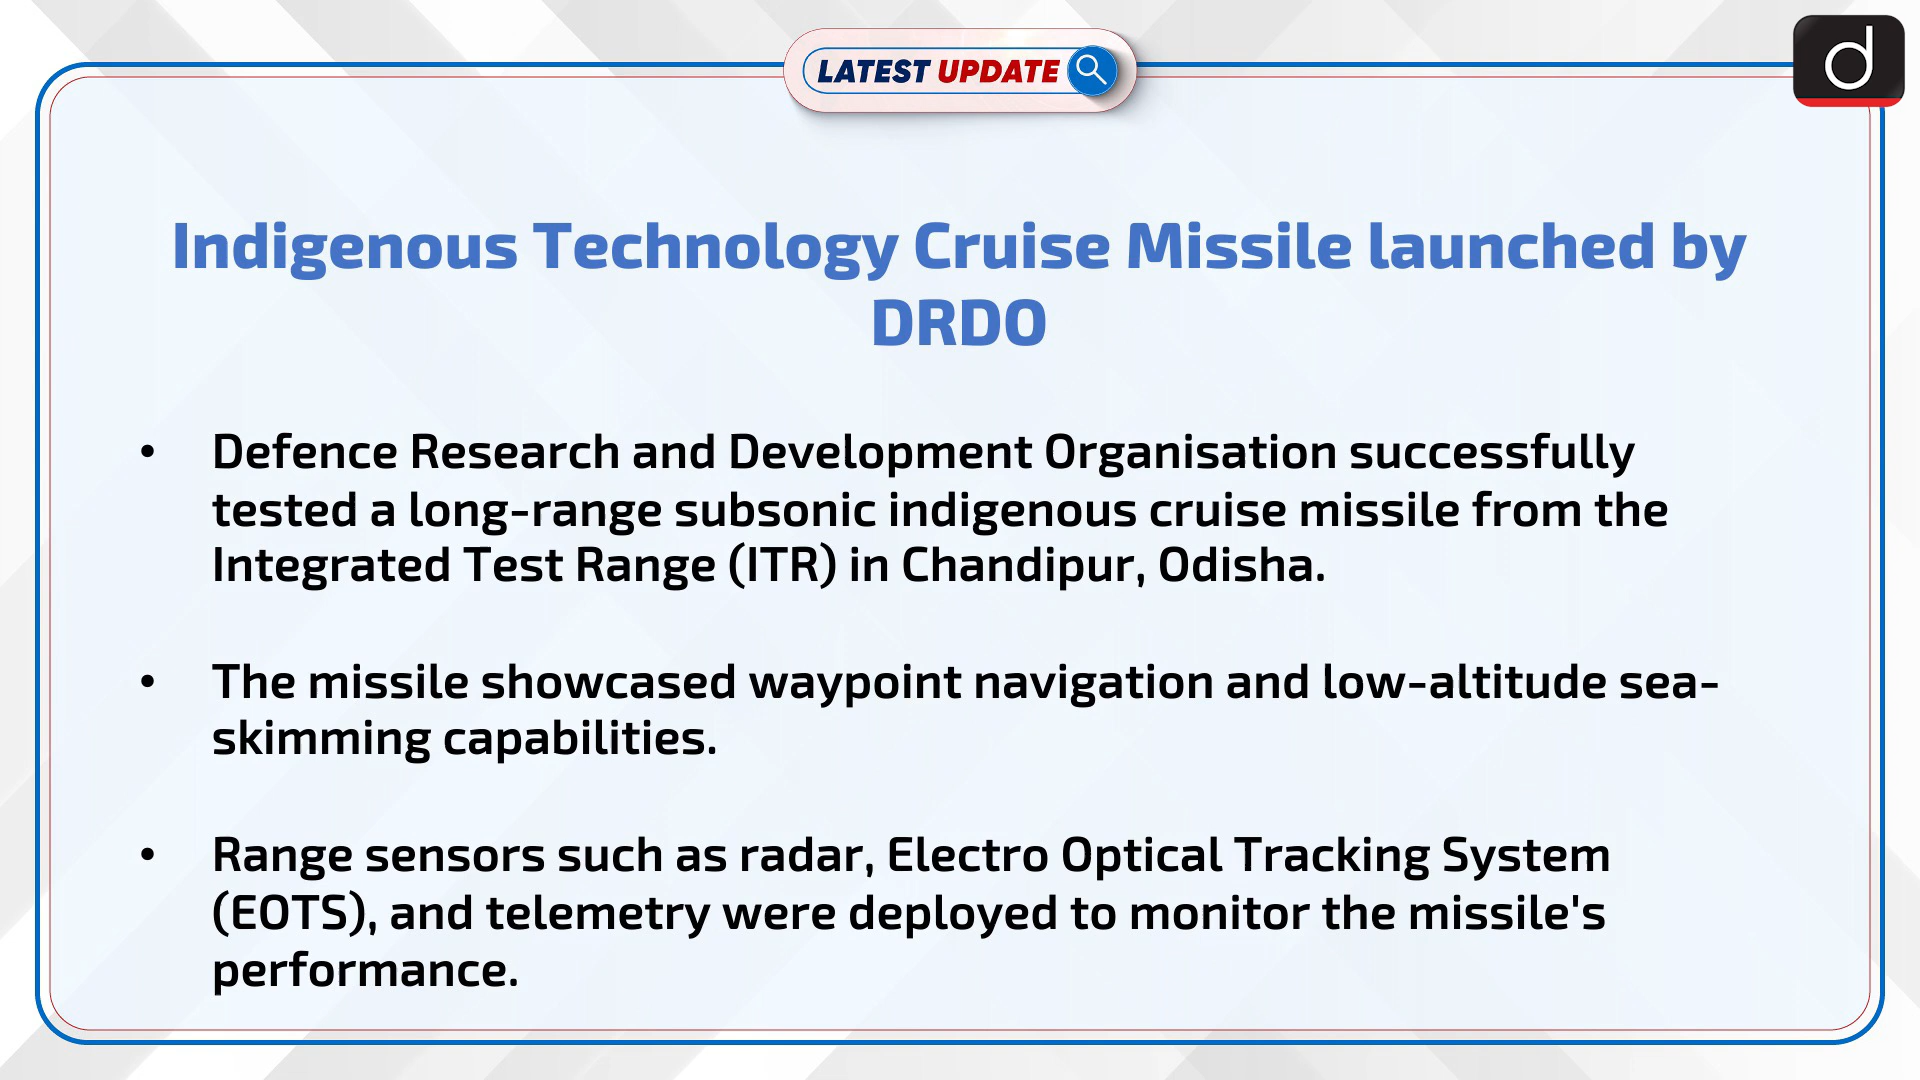 LATEST UPDATE
d
Indigenous Technology Cruise Missile launched by
DRDO
• Defence Research and Development Organisation successfully
tested a long-range subsonic indigenous cruise missile from the
Integrated Test Range (ITR) in Chandipur, Odisha.
• The missile showcased waypoint navigation and low-altitude sea-
skimming capabilities.
• Range sensors such as radar, Electro Optical Tracking System
(EOTS), and telemetry were deployed to monitor the missile's
performance.